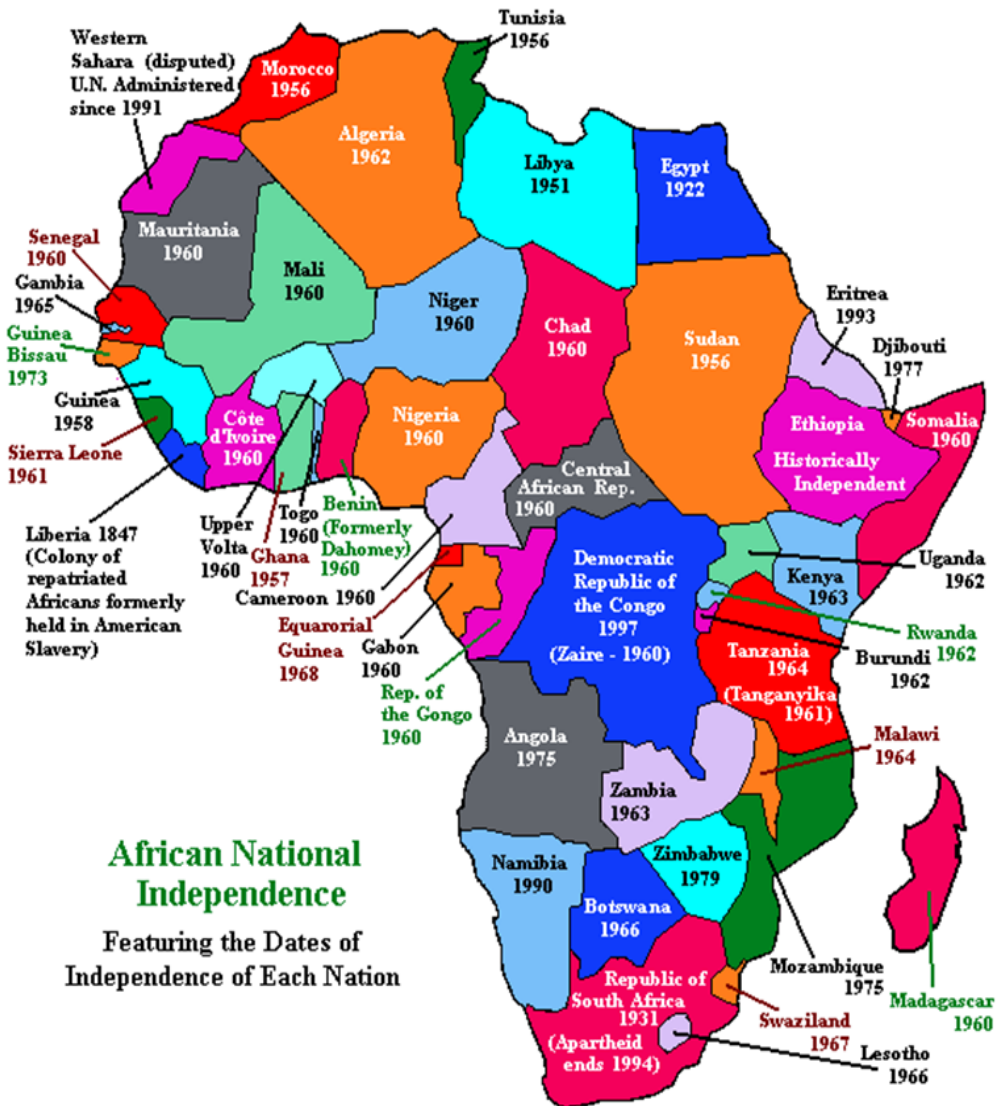 Tunisia
1956
Western
Sahara (disputed)
U.N. Administered
since 1991
Morocco
1956
Algeria
1962
Libya
1951
Egypt
1922
Mauritania
1960
Senegal
1960
Gambia
1965
Guinea
Bissau
1973
Guinea
1958
Sierra Leone
1961
Mali
1960
Niger
1960
Chad
1960
Sudan
1956
Eritrea
1993
Djibouti
1977
Somalia
1960
Ethiopia
Historically
Independent
Côte
d'Ivoire
1960
Nigeria
1960
Central
African Rep.
1960
Liberia 1847
(Colony of
repatriated
Africans formerly
held in American
Slavery)
Upper
Volta
1960
Ghana
1957
Togo
1960
Benin
(Formerly
Dahomey)
1960
Cameroon 1960
Equarorial
Guinea
1968
Gabon
1960
Rep. of
the Gongo
1960
Democratic
Republic of
the Congo
1997
(Zaire - 1960)
Uganda
1962
Kenya
1963
Rwanda
1962
Burundi
1962
Tanzania
1964
(Tanganyika
1961)
Malawi
1964
Angola
1975
Zambia
1963
Zimbabwe
1979
Namibia
1990
Botswana
1966
Mozambique
1975
Madagascar
1960
Republic of
South Africa
1931
(Apartheid
ends 1994)
Swaziland
1967
Lesotho
1966
African National
Independence
Featuring the Dates of
Independence of Each Nation